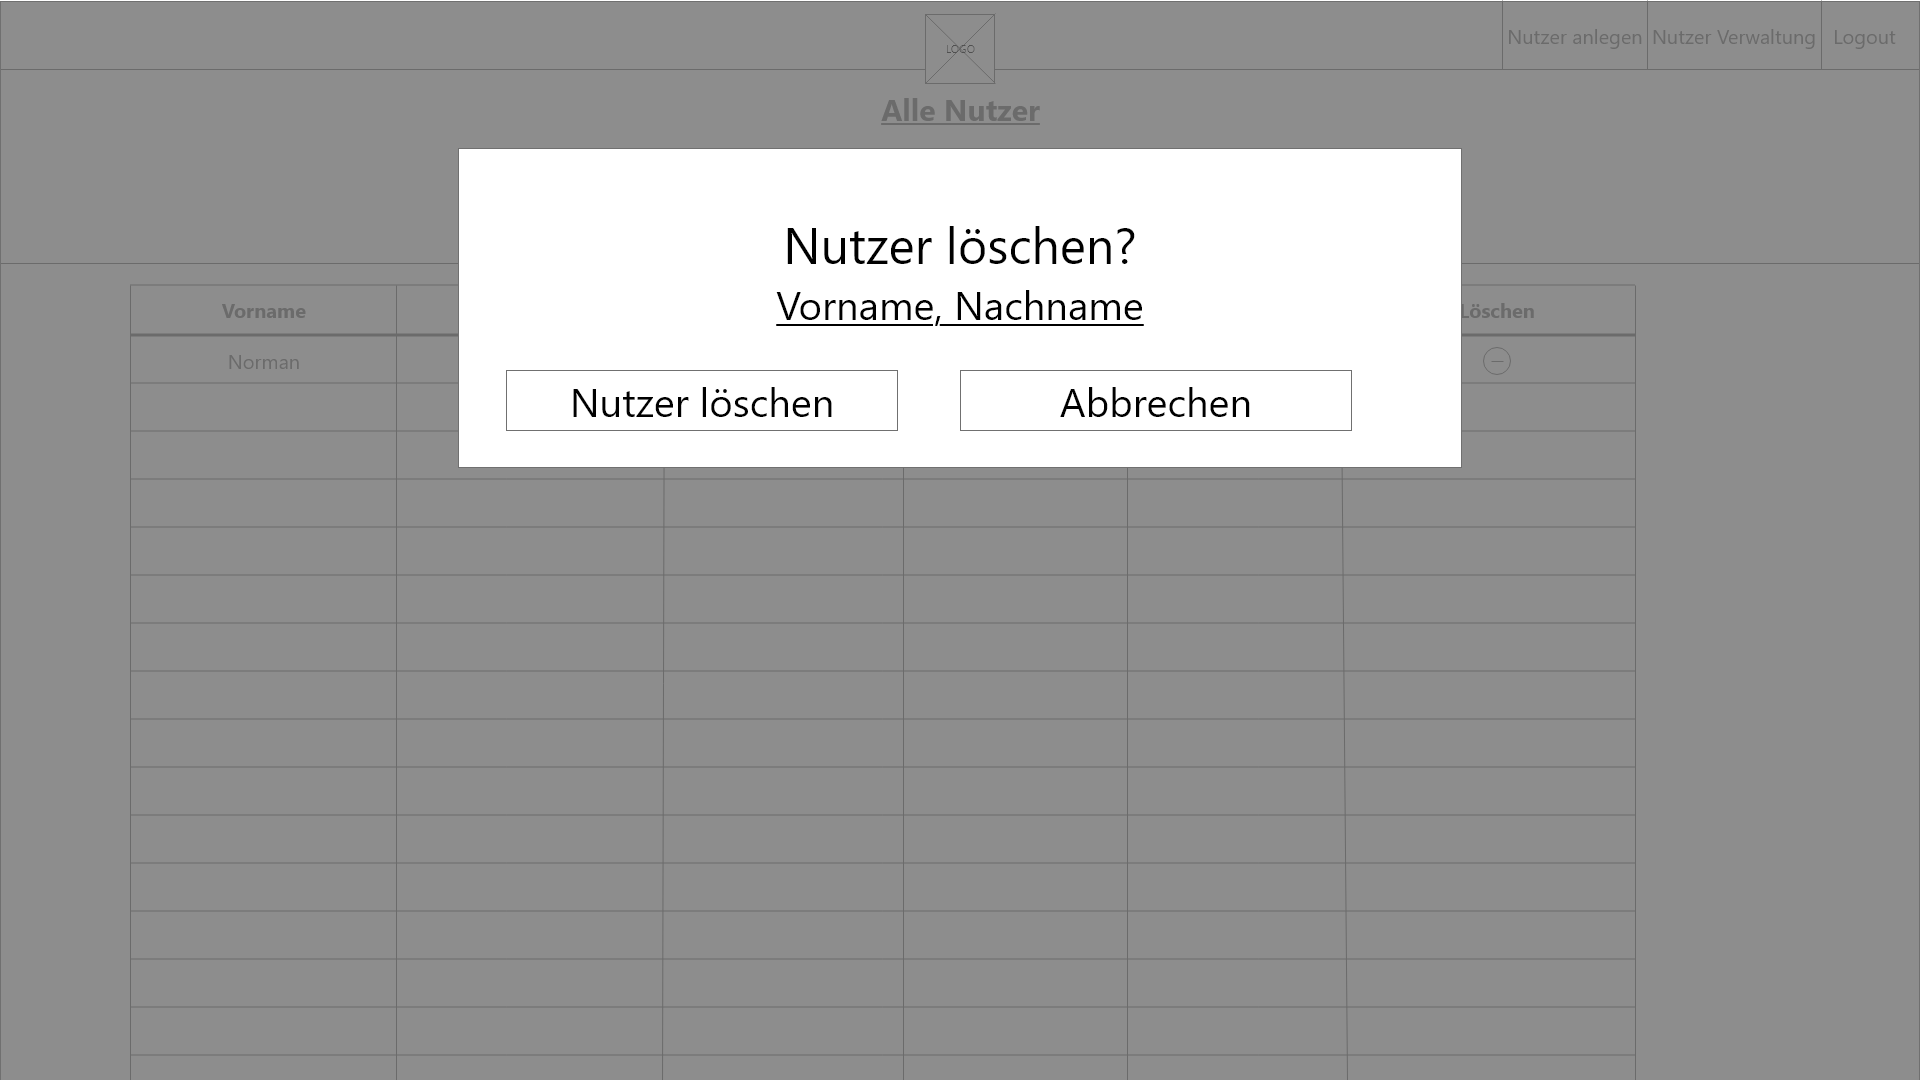 LOGO
Nutzer anlegen
Nutzer Verwaltung
Logout
Alle Nutzer
Nutzer löschen?
Vorname, Nachname
Nutzer löschen
Abbrechen
Vorname
Löschen
Norman